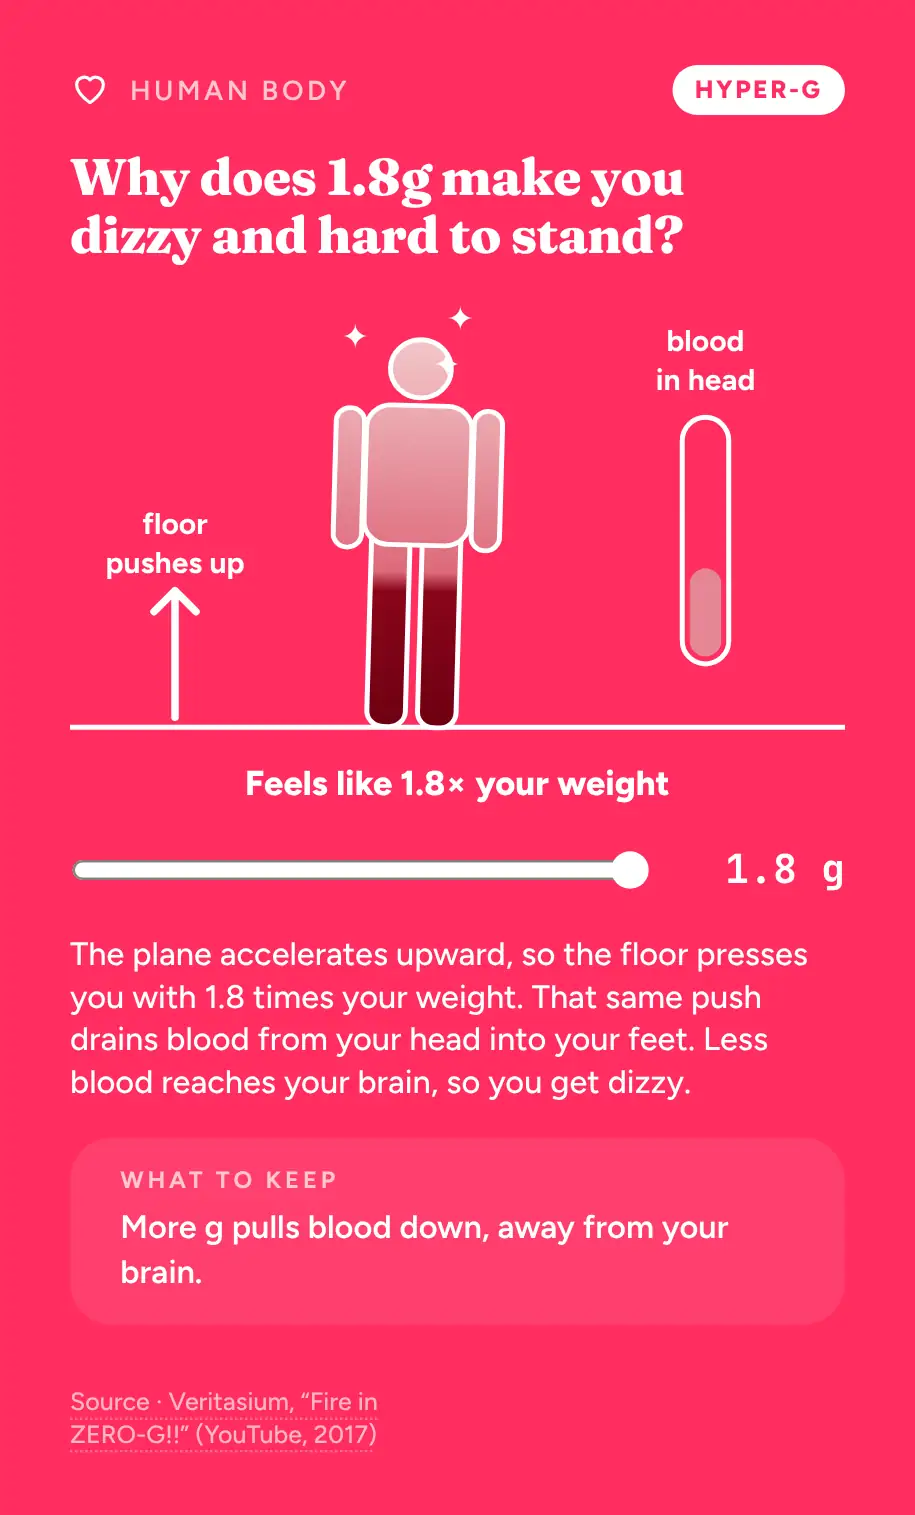 HUMAN BODY
HYPER-G
Why does 1.8g make you
dizzy and hard to stand?
blood
in head
floor
pushes up
Feels like 1.8× your weight
1.8 g
The plane accelerates upward, so the floor presses
you with 1.8 times your weight. That same push
drains blood from your head into your feet. Less
blood reaches your brain, so you get dizzy.
WHAT TO KEEP
More g pulls blood down, away from your
brain.
Source · Veritasium, “Fire in
ZERO-G!!” (YouTube, 2017)